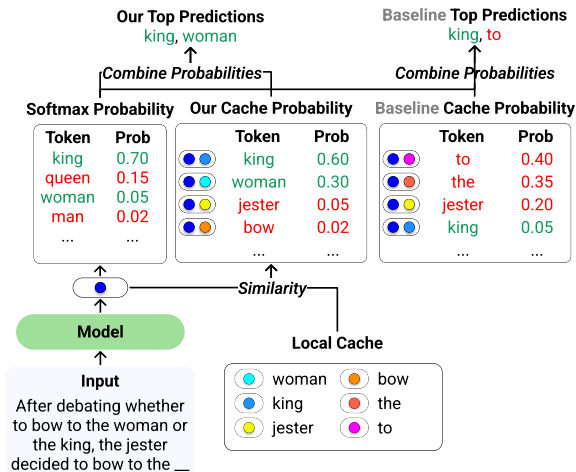 Our Top Predictions
king, woman
Baseline Top Predictions
king, to
Combine Probabilities
Combine Probabilities
Softmax Probability
Token Prob
king 0.70
queen 0.15
woman 0.05
man 0.02
... ...
Our Cache Probability
Token Prob
king 0.60
woman 0.30
jester 0.05
bow 0.02
... ...
Baseline Cache Probability
Token Prob
to 0.40
the 0.35
jester 0.20
king 0.05
... ...
Similarity
Model
Input
After debating whether
to bow to the woman or
the king, the jester
decided to bow to the __
Local Cache
woman bow
king the
jester to